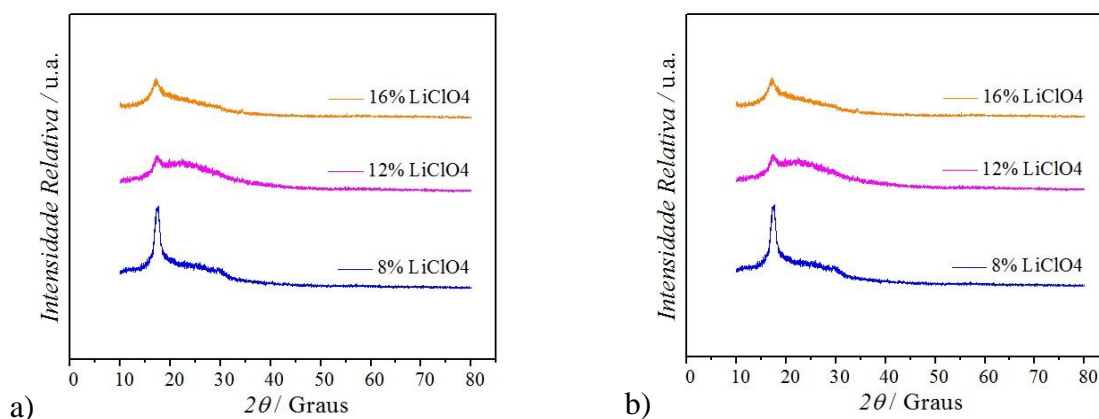 Intensidade Relativa / u.a.
16% LiClO4
12% LiClO4
8% LiClO4
0 10 20 30 40 50 60 70 80
2θ / Graus
a)
Intensidade Relativa / u.a.
16% LiClO4
12% LiClO4
8% LiClO4
0 10 20 30 40 50 60 70 80
2θ / Graus
b)